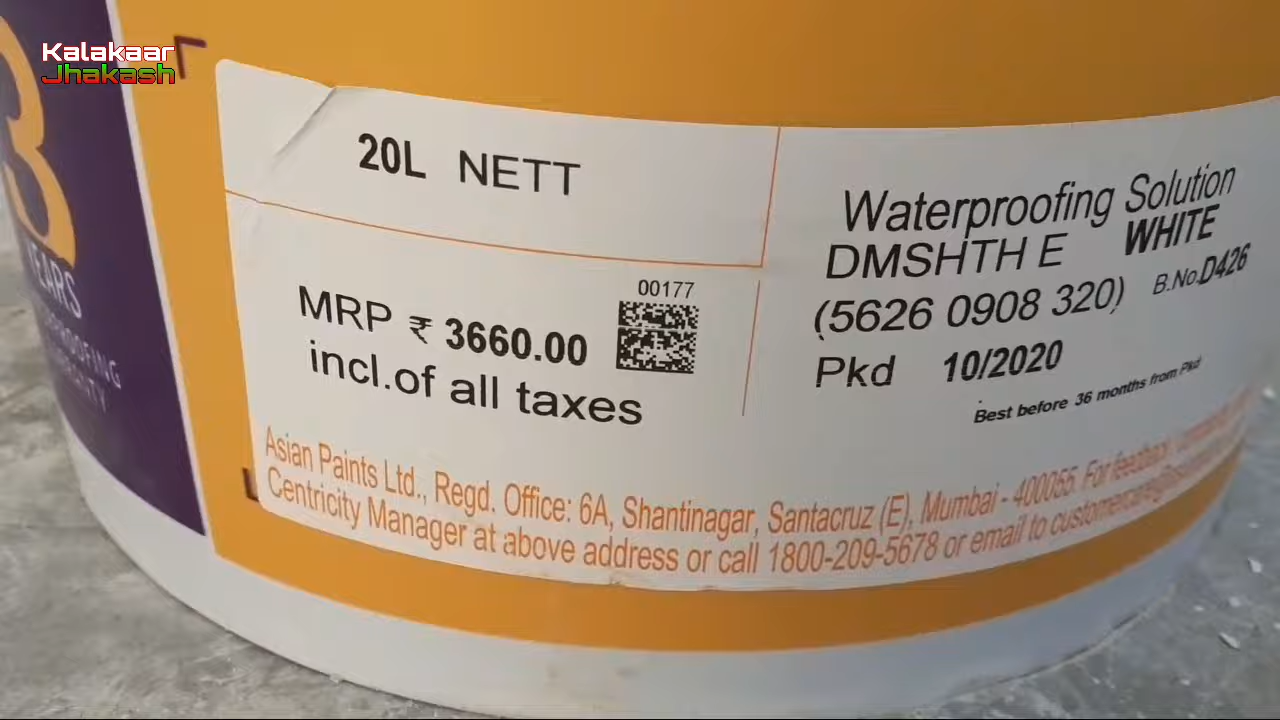 Kalakaar
Jhakash
3
YEARS
20L NETT
MRP ₹ 3660.00
incl.of all taxes
00177
Waterproofing Solution
DMSHTH E WHITE
(5626 0908 320) B.No.D426
Pkd 10/2020
Best before 36 months from Pkd
Asian Paints Ltd., Regd. Office: 6A, Shantinagar, Santacruz (E), Mumbai - 400055. For feedback,
Centricity Manager at above address or call 1800-209-5678 or email to